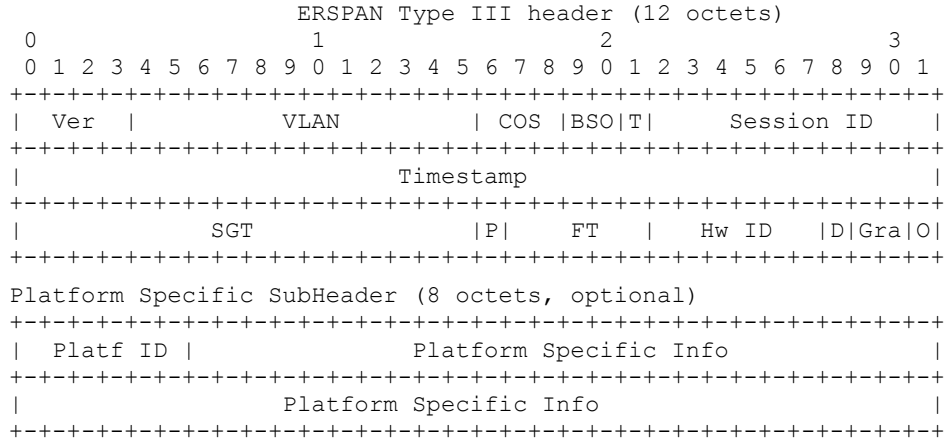 ERSPAN Type III header (12 octets)
 0                   1                   2                   3
 0 1 2 3 4 5 6 7 8 9 0 1 2 3 4 5 6 7 8 9 0 1 2 3 4 5 6 7 8 9 0 1
+-+-+-+-+-+-+-+-+-+-+-+-+-+-+-+-+-+-+-+-+-+-+-+-+-+-+-+-+-+-+-+-+
|  Ver  |          VLAN         | COS |BSO|T|     Session ID    |
+-+-+-+-+-+-+-+-+-+-+-+-+-+-+-+-+-+-+-+-+-+-+-+-+-+-+-+-+-+-+-+-+
|                          Timestamp                            |
+-+-+-+-+-+-+-+-+-+-+-+-+-+-+-+-+-+-+-+-+-+-+-+-+-+-+-+-+-+-+-+-+
|             SGT               |P|    FT   |   Hw ID   |D|Gra|O|
+-+-+-+-+-+-+-+-+-+-+-+-+-+-+-+-+-+-+-+-+-+-+-+-+-+-+-+-+-+-+-+-+
Platform Specific SubHeader (8 octets, optional)
+-+-+-+-+-+-+-+-+-+-+-+-+-+-+-+-+-+-+-+-+-+-+-+-+-+-+-+-+-+-+-+-+
|  Platf ID |               Platform Specific Info              |
+-+-+-+-+-+-+-+-+-+-+-+-+-+-+-+-+-+-+-+-+-+-+-+-+-+-+-+-+-+-+-+-+
|                  Platform Specific Info                       |
+-+-+-+-+-+-+-+-+-+-+-+-+-+-+-+-+-+-+-+-+-+-+-+-+-+-+-+-+-+-+-+-+